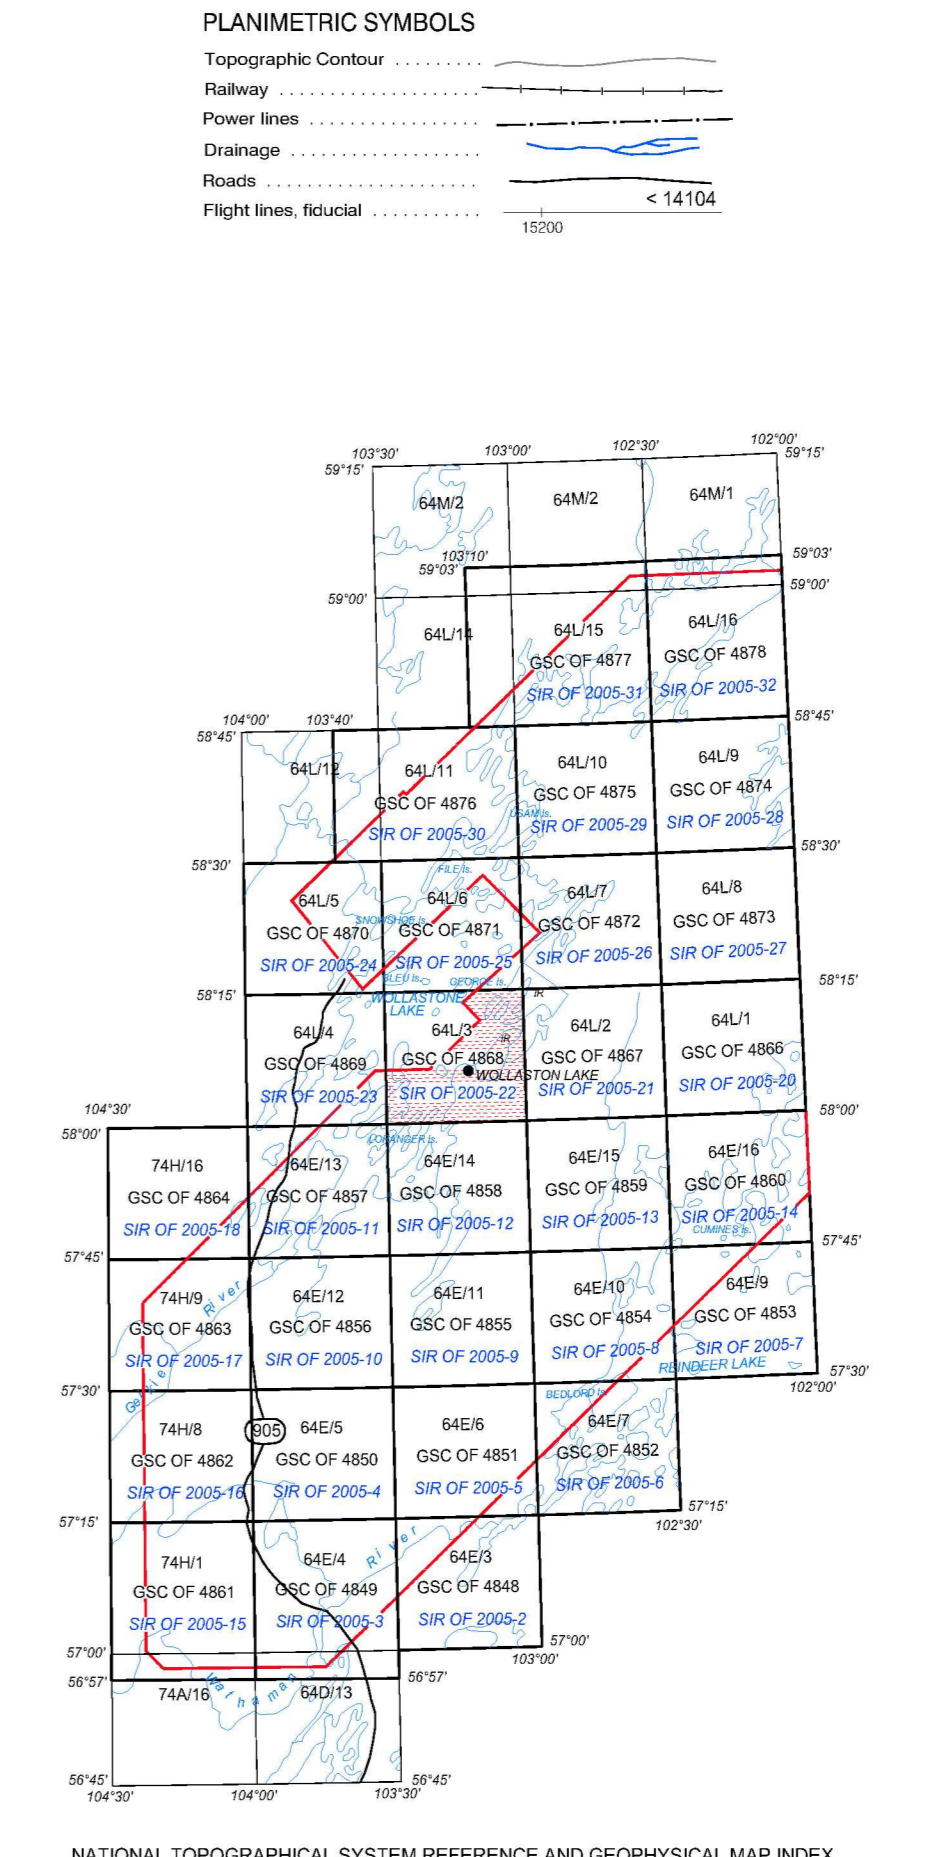 PLANIMETRIC SYMBOLS
Topographic Contour . . . . . . . . .
Railway . . . . . . . . . . . . . . . . . . . . .
Power lines . . . . . . . . . . . . . . . . . .
Drainage . . . . . . . . . . . . . . . . . . . .
Roads . . . . . . . . . . . . . . . . . . . . . .
< 14104
Flight lines, fiducial . . . . . . . . . . .
15200
102°00'
103°30' 103°00' 102°30'
59°15' 59°15'
64M/2 64M/2 64M/1
103°10'
59°03' 59°03'
59°00' 59°00'
64L/14 64L/15 64L/16
GSC OF 4877 GSC OF 4878
SIR OF 2005-31 SIR OF 2005-32
104°00' 103°40' 58°45'
58°45'
64L/12 64L/11 64L/10 64L/9
GSC OF 4876 GSC OF 4875 GSC OF 4874
USAM Is.
SIR OF 2005-30 SIR OF 2005-29 SIR OF 2005-28
58°30' 58°30'
FILE Is.
64L/5 64L/6 64L/7 64L/8
SNOWSHOE Is.
GSC OF 4870 GSC OF 4871 GSC OF 4872 GSC OF 4873
SIR OF 2005-24 SIR OF 2005-25 SIR OF 2005-26 SIR OF 2005-27
BLEU Is. GEORGE Is.
58°15' 58°15'
WOLLASTONE IR
LAKE
64L/4 64L/3 64L/2 64L/1
IR
GSC OF 4869 GSC OF 4868 GSC OF 4867 GSC OF 4866
WOLLASTON LAKE
SIR OF 2005-23 SIR OF 2005-22 SIR OF 2005-21 SIR OF 2005-20
104°30' 58°00'
58°00'
LORANGER Is.
74H/16 64E/13 64E/14 64E/15 64E/16
GSC OF 4864 GSC OF 4857 GSC OF 4858 GSC OF 4859 GSC OF 4860
SIR OF 2005-18 SIR OF 2005-11 SIR OF 2005-12 SIR OF 2005-13 SIR OF 2005-14
CUMINES Is.
57°45' 57°45'
74H/9 64E/12 64E/11 64E/10 64E/9
River
GSC OF 4863 GSC OF 4856 GSC OF 4855 GSC OF 4854 GSC OF 4853
SIR OF 2005-17 SIR OF 2005-10 SIR OF 2005-9 SIR OF 2005-8 SIR OF 2005-7
REINDEER LAKE
57°30' 57°30'
102°00'
BEDLORD Is.
74H/8 905 64E/5 64E/6 64E/7
GSC OF 4862 GSC OF 4850 GSC OF 4851 GSC OF 4852
SIR OF 2005-16 SIR OF 2005-4 SIR OF 2005-5 SIR OF 2005-6
57°15' 57°15'
102°30'
River
74H/1 64E/4 64E/3
GSC OF 4861 GSC OF 4849 GSC OF 4848
SIR OF 2005-15 SIR OF 2005-3 SIR OF 2005-2
57°00' 57°00'
103°00'
56°57' 56°57'
Wathaman
74A/16 64D/13
56°45' 56°45'
104°30' 104°00' 103°30'
NATIONAL TOPOGRAPHICAL SYSTEM REFERENCE AND GEOPHYSICAL MAP INDEX